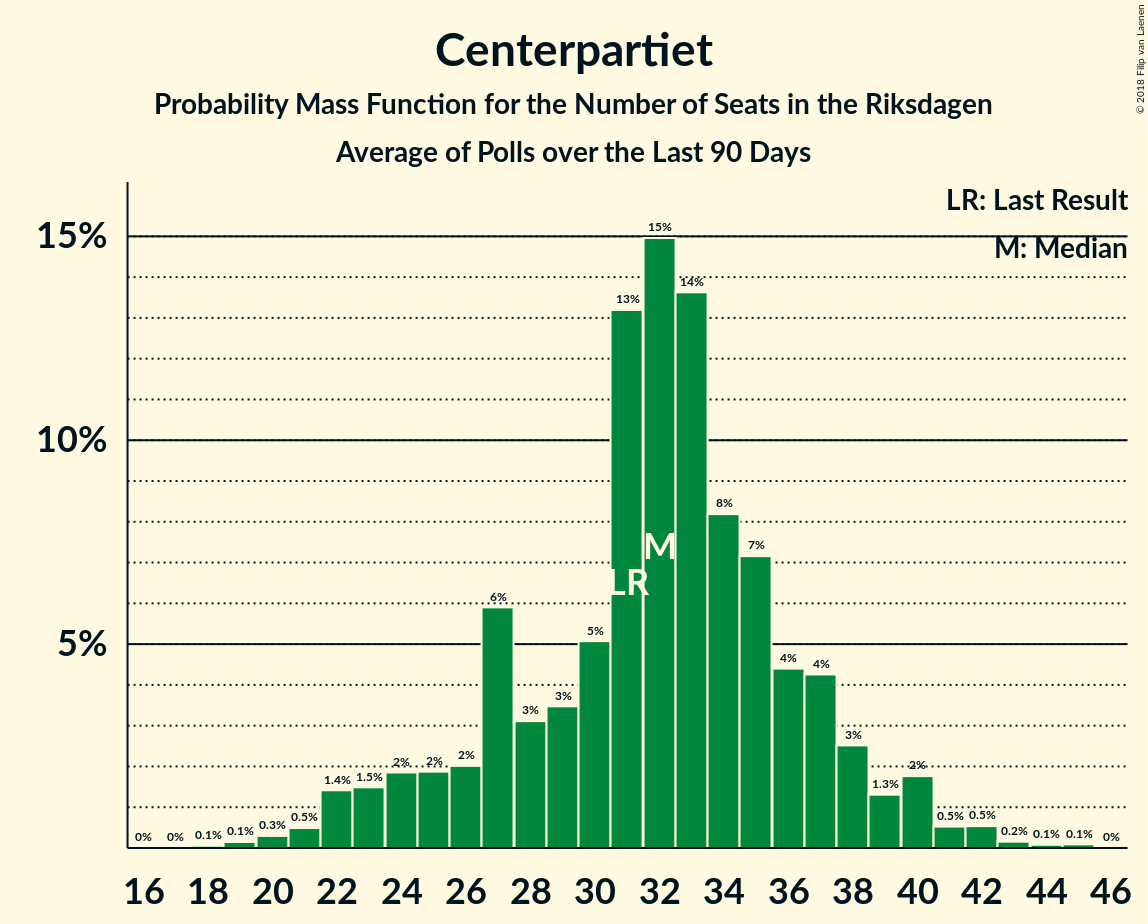 Centerpartiet
Probability Mass Function for the Number of Seats in the Riksdagen
Average of Polls over the Last 90 Days
© 2018 Filip van Laenen
LR: Last Result
M: Median
15%
10%
5%
0% 0% 0.1% 0.1% 0.3% 0.5% 1.4% 1.5% 2% 2% 2% 6% 3% 3% 5% 13% 15% 14% 8% 7% 4% 4% 3% 1.3% 2% 0.5% 0.5% 0.2% 0.1% 0.1% 0%
M
LR
16 18 20 22 24 26 28 30 32 34 36 38 40 42 44 46